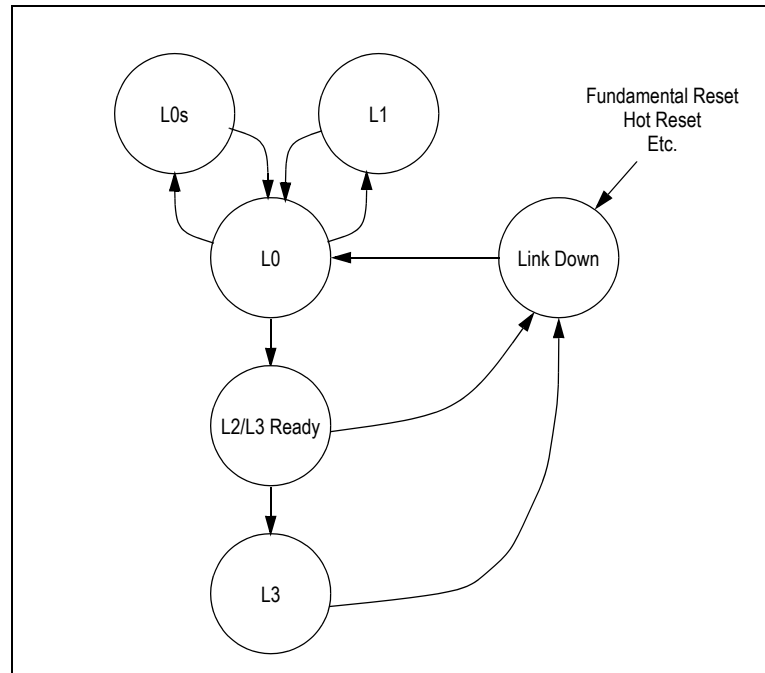 L0s
L1
Fundamental Reset
Hot Reset
Etc.
L0
Link Down
L2/L3 Ready
L3